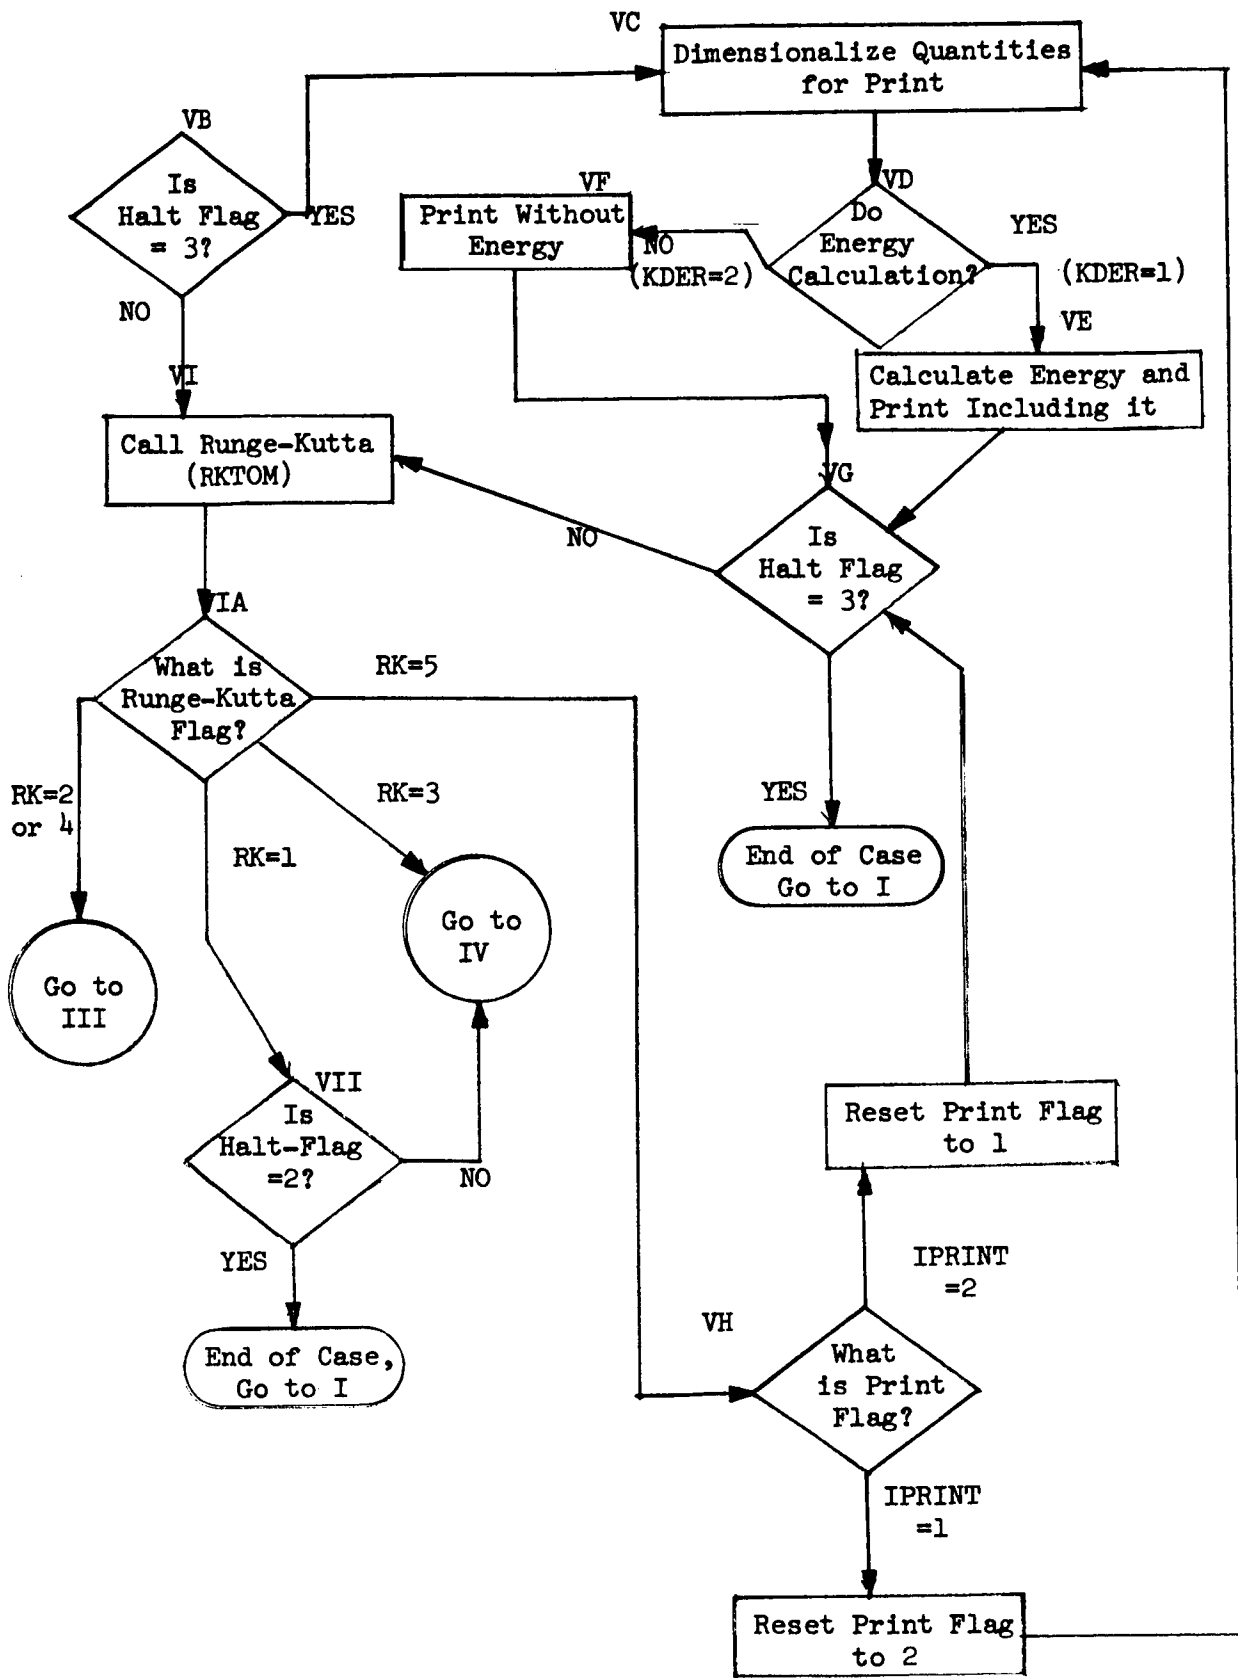 VC
Dimensionalize Quantities
for Print
VB
Is
Halt Flag
= 3?
YES
NO
VF
Print Without
Energy
VD
Do
Energy
Calculation?
NO
(KDER=2)
YES
(KDER=1)
VE
Calculate Energy and
Print Including it
VI
Call Runge-Kutta
(RKTOM)
VG
Is
Halt Flag
= 3?
NO
YES
End of Case
Go to I
VIA
What is
Runge-Kutta
Flag?
RK=5
RK=3
RK=2
or 4
RK=1
Go to
IV
Go to
III
VII
Is
Halt-Flag
=2?
NO
YES
End of Case,
Go to I
Reset Print Flag
to 1
IPRINT
=2
VH
What
is Print
Flag?
IPRINT
=1
Reset Print Flag
to 2